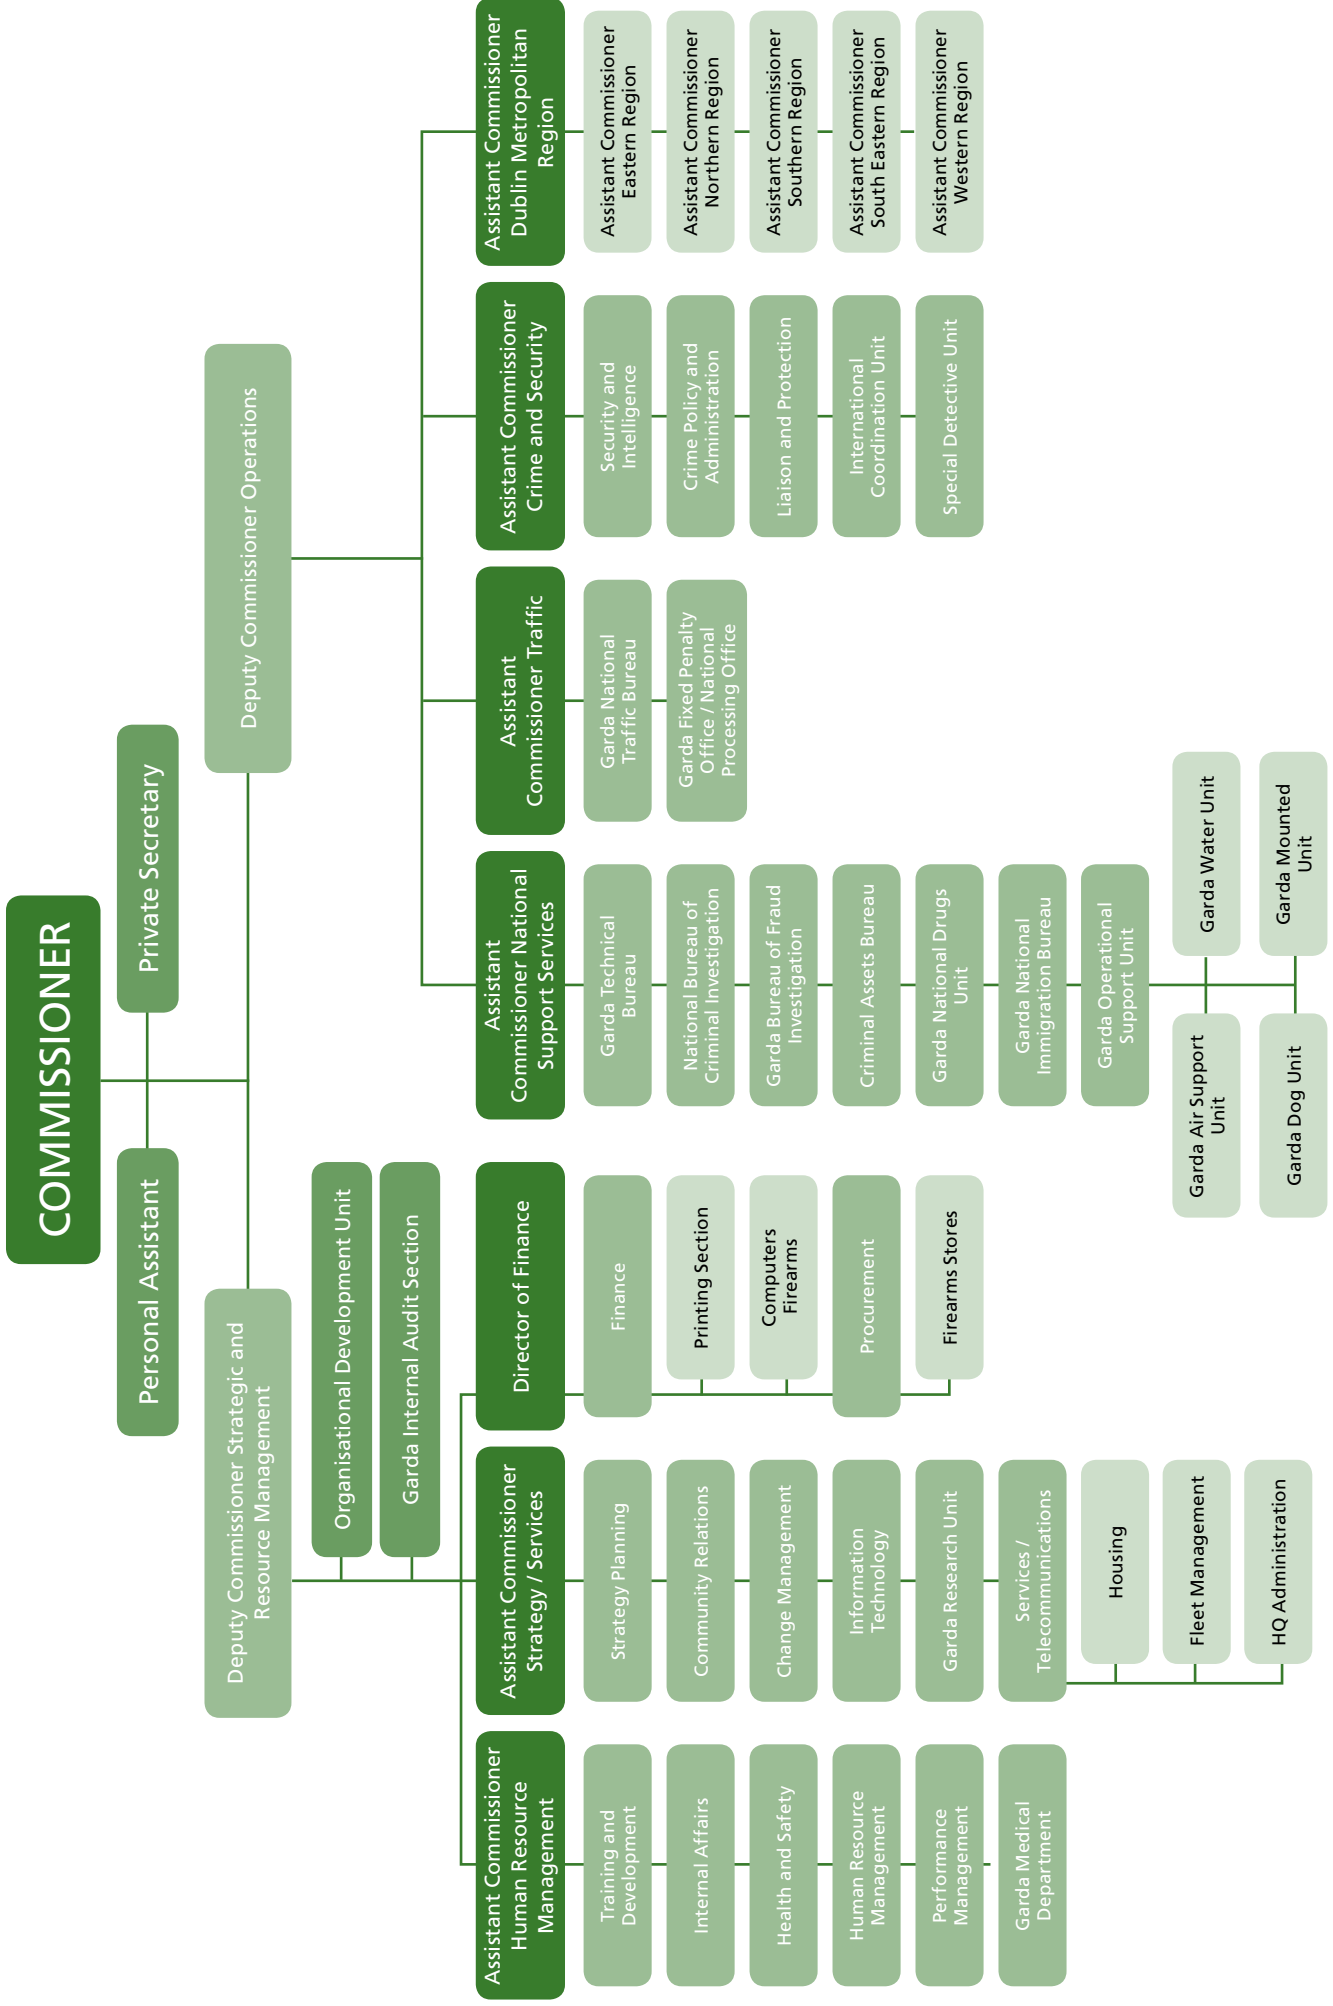 COMMISSIONER
Personal Assistant
Private Secretary
Deputy Commissioner Strategic and
Resource Management
Deputy Commissioner Operations
Organisational Development Unit
Garda Internal Audit Section
Assistant Commissioner
Human Resource
Management
Training and
Development
Internal Affairs
Health and Safety
Human Resource
Management
Performance
Management
Garda Medical
Department
Assistant Commissioner
Strategy / Services
Strategy Planning
Community Relations
Change Management
Information
Technology
Garda Research Unit
Services /
Telecommunications
Housing
Fleet Management
HQ Administration
Director of Finance
Finance
Printing Section
Computers
Firearms
Procurement
Firearms Stores
Assistant
Commissioner National
Support Services
Garda Technical
Bureau
National Bureau of
Criminal Investigation
Garda Bureau of Fraud
Investigation
Criminal Assets Bureau
Garda National Drugs
Unit
Garda National
Immigration Bureau
Garda Operational
Support Unit
Garda Air Support
Unit
Garda Water Unit
Garda Dog Unit
Garda Mounted
Unit
Assistant
Commissioner Traffic
Garda National
Traffic Bureau
Garda Fixed Penalty
Office / National
Processing Office
Assistant Commissioner
Crime and Security
Security and
Intelligence
Crime Policy and
Administration
Liaison and Protection
International
Coordination Unit
Special Detective Unit
Assistant Commissioner
Dublin Metropolitan
Region
Assistant Commissioner
Eastern Region
Assistant Commissioner
Northern Region
Assistant Commissioner
Southern Region
Assistant Commissioner
South Eastern Region
Assistant Commissioner
Western Region